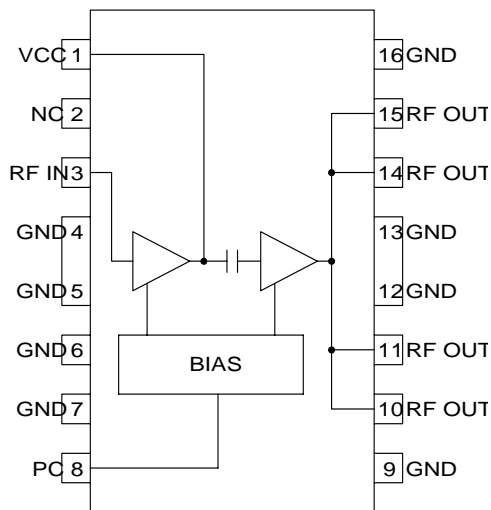 VCC 1
NC 2
RF IN 3
GND 4
GND 5
GND 6
GND 7
PC 8
16 GND
15 RF OUT
14 RF OUT
13 GND
12 GND
11 RF OUT
10 RF OUT
9 GND
BIAS